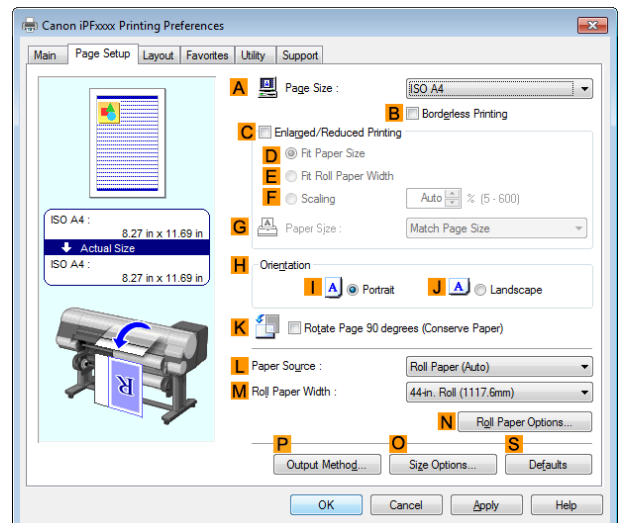 Canon iPFxxxx Printing Preferences
Main Page Setup Layout Favorites Utility Support
A Page Size : ISO A4
B Borderless Printing
C Enlarged/Reduced Printing
D Fit Paper Size
E Fit Roll Paper Width
F Scaling Auto % (5 - 600)
G Paper Size : Match Page Size
ISO A4 :
8.27 in x 11.69 in
Actual Size
ISO A4 :
8.27 in x 11.69 in
H Orientation
I A Portrait J A Landscape
K Rotate Page 90 degrees (Conserve Paper)
L Paper Source : Roll Paper (Auto)
M Roll Paper Width : 44-in. Roll (1117.6mm)
R
N Roll Paper Options...
P O S
Output Method... Size Options... Defaults
OK Cancel Apply Help